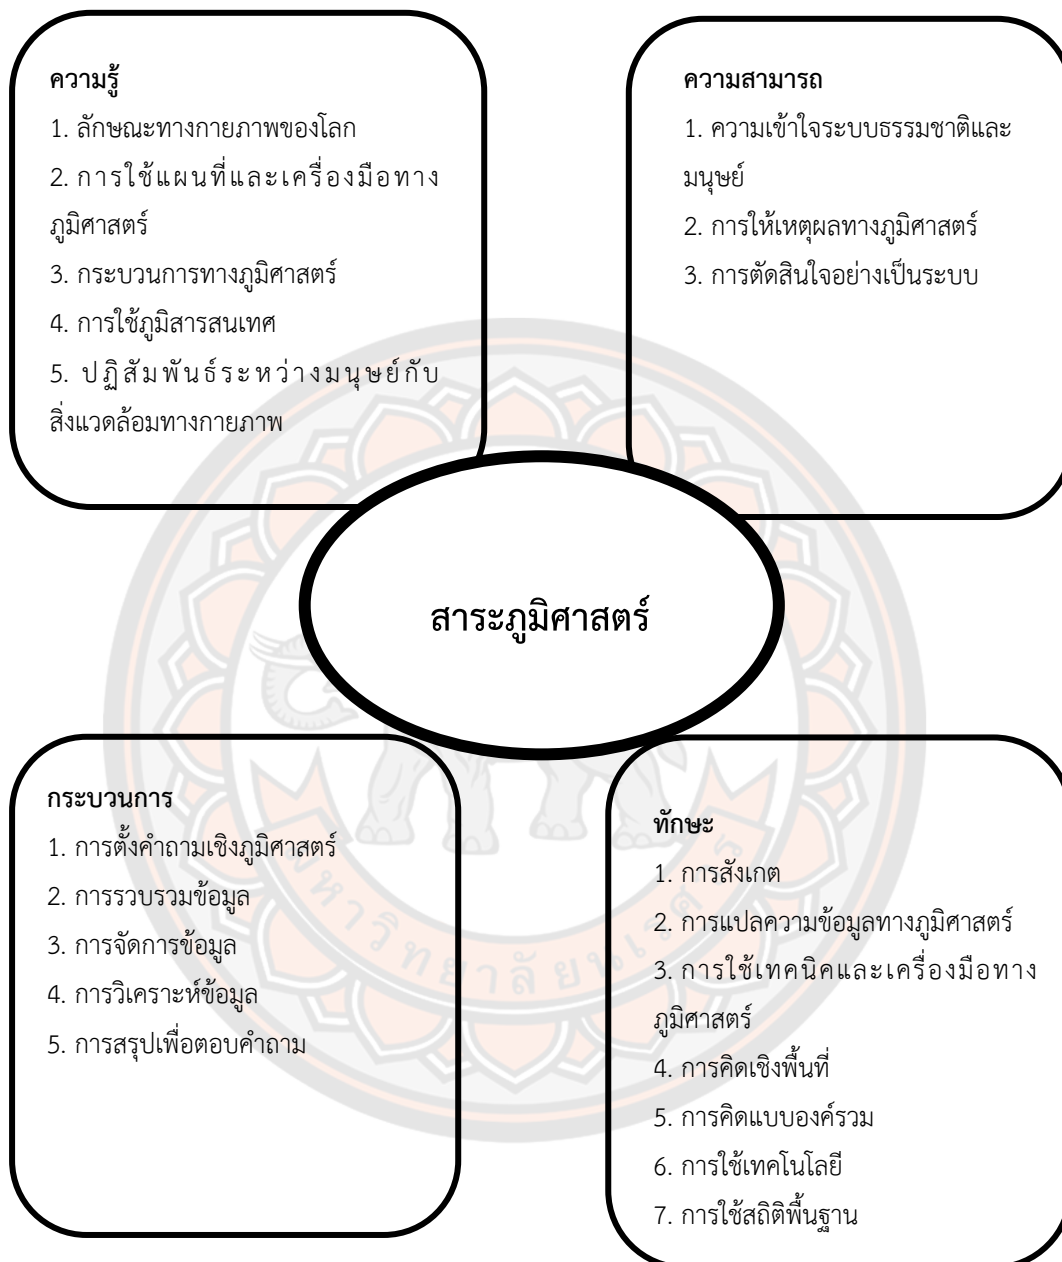 ความรู้
1. ลักษณะทางกายภาพของโลก
2. การใช้แผนที่และเครื่องมือทาง
ภูมิศาสตร์
3. กระบวนการทางภูมิศาสตร์
4. การใช้ภูมิสารสนเทศ
5. ปฏิสัมพันธ์ระหว่างมนุษย์กับ
สิ่งแวดล้อมทางกายภาพ
ความสามารถ
1. ความเข้าใจระบบธรรมชาติและ
มนุษย์
2. การให้เหตุผลทางภูมิศาสตร์
3. การตัดสินใจอย่างเป็นระบบ
สาระภูมิศาสตร์
กระบวนการ
1. การตั้งคำถามเชิงภูมิศาสตร์
2. การรวบรวมข้อมูล
3. การจัดการข้อมูล
4. การวิเคราะห์ข้อมูล
5. การสรุปเพื่อตอบคำถาม
ทักษะ
1. การสังเกต
2. การแปลความข้อมูลทางภูมิศาสตร์
3. การใช้เทคนิคและเครื่องมือทาง
ภูมิศาสตร์
4. การคิดเชิงพื้นที่
5. การคิดแบบองค์รวม
6. การใช้เทคโนโลยี
7. การใช้สถิติพื้นฐาน
มหาวิทยาลัยนเรศวร